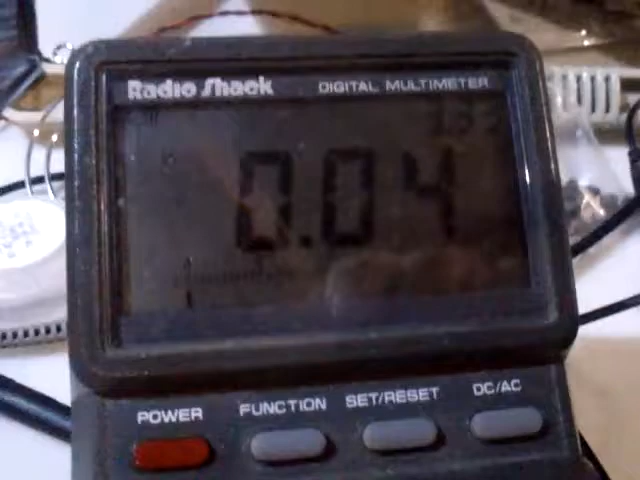 Radio Shack DIGITAL MULTIMETER
0.04
POWER FUNCTION SET/RESET DC/AC